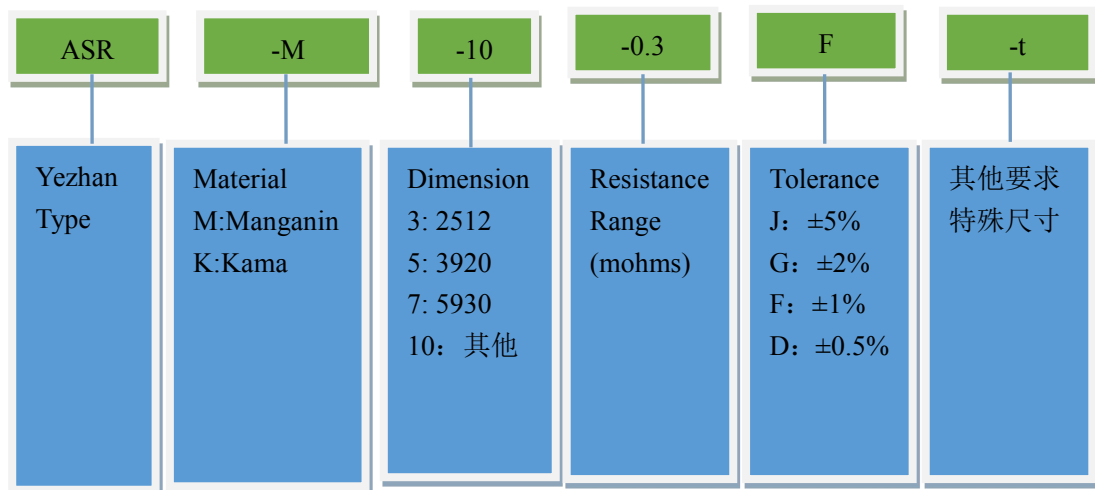 ASR
-M
-10
-0.3
F
-t
Yezhan
Type
Material
M:Manganin
K:Kama
Dimension
3: 2512
5: 3920
7: 5930
10：其他
Resistance
Range
(mohms)
Tolerance
J：±5%
G：±2%
F：±1%
D：±0.5%
其他要求
特殊尺寸